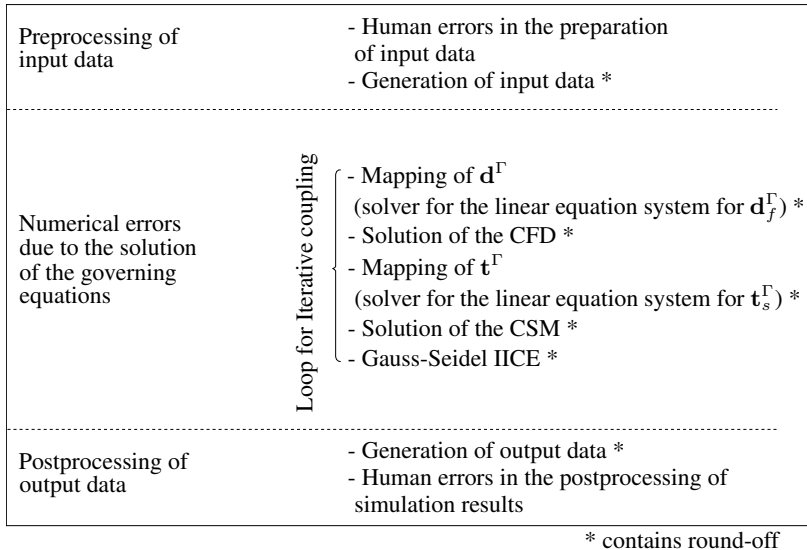 Preprocessing of
input data
- Human errors in the preparation
of input data
- Generation of input data *
Numerical errors
due to the solution
of the governing
equations
Loop for Iterative coupling
- Mapping of d^Γ
(solver for the linear equation system for d_f^Γ) *
- Solution of the CFD *
- Mapping of t^Γ
(solver for the linear equation system for t_s^Γ) *
- Solution of the CSM *
- Gauss-Seidel IICE *
Postprocessing of
output data
- Generation of output data *
- Human errors in the postprocessing of
simulation results
* contains round-off